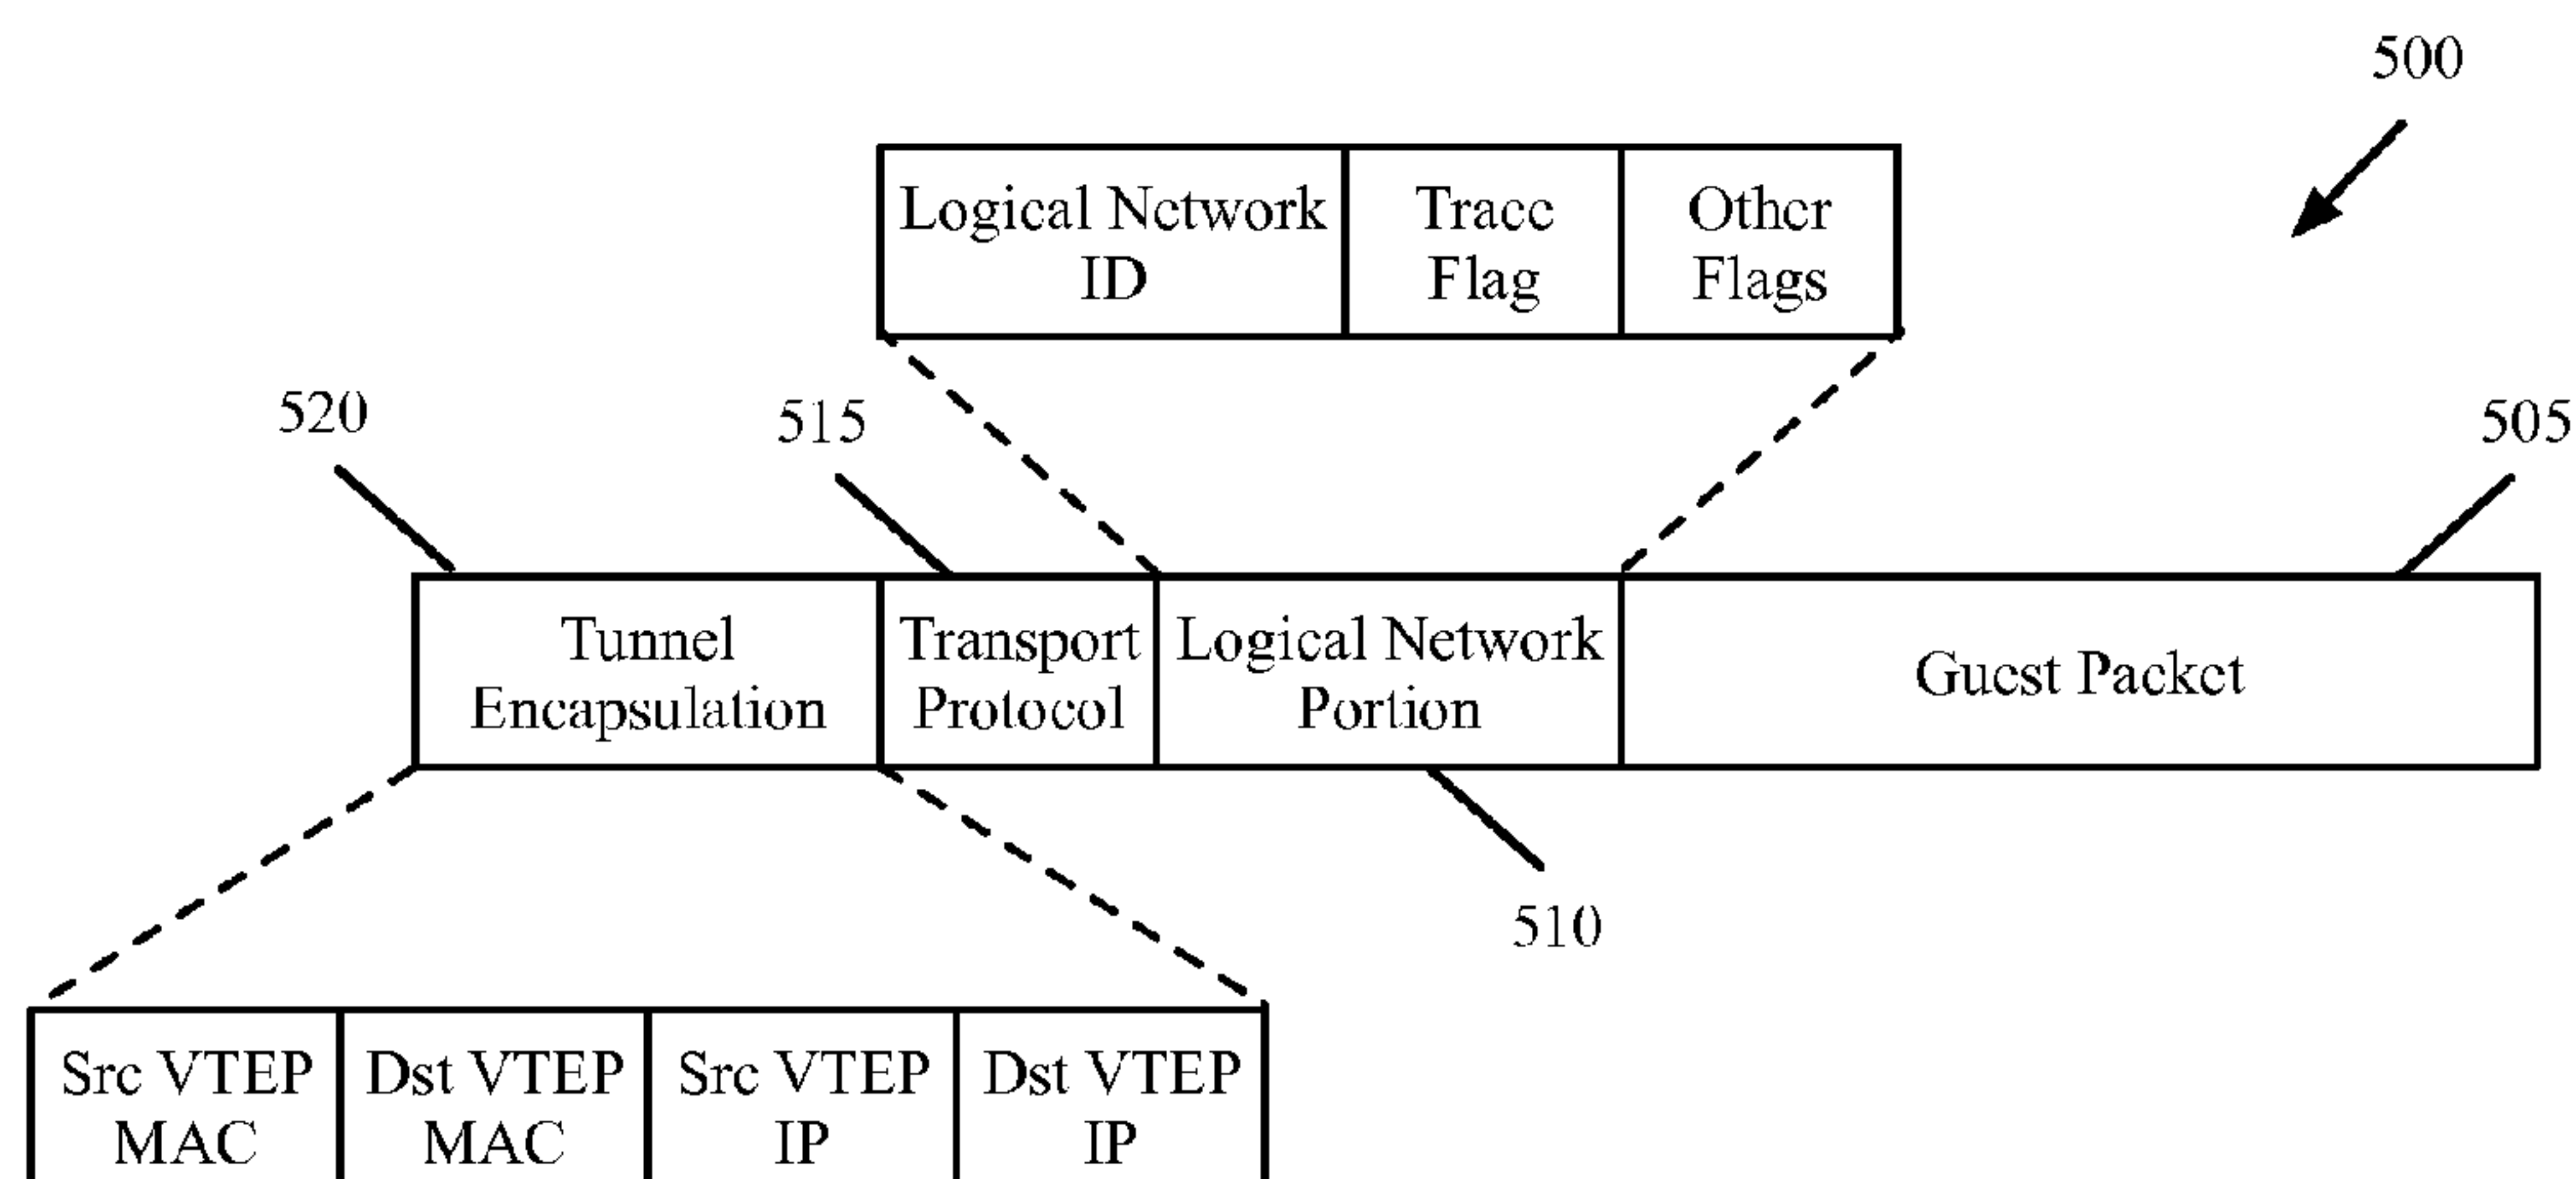 500
Logical Network
ID
Trace
Flag
Other
Flags
520
515
505
Tunnel
Encapsulation
Transport
Protocol
Logical Network
Portion
Guest Packet
510
Src VTEP
MAC
Dst VTEP
MAC
Src VTEP
IP
Dst VTEP
IP